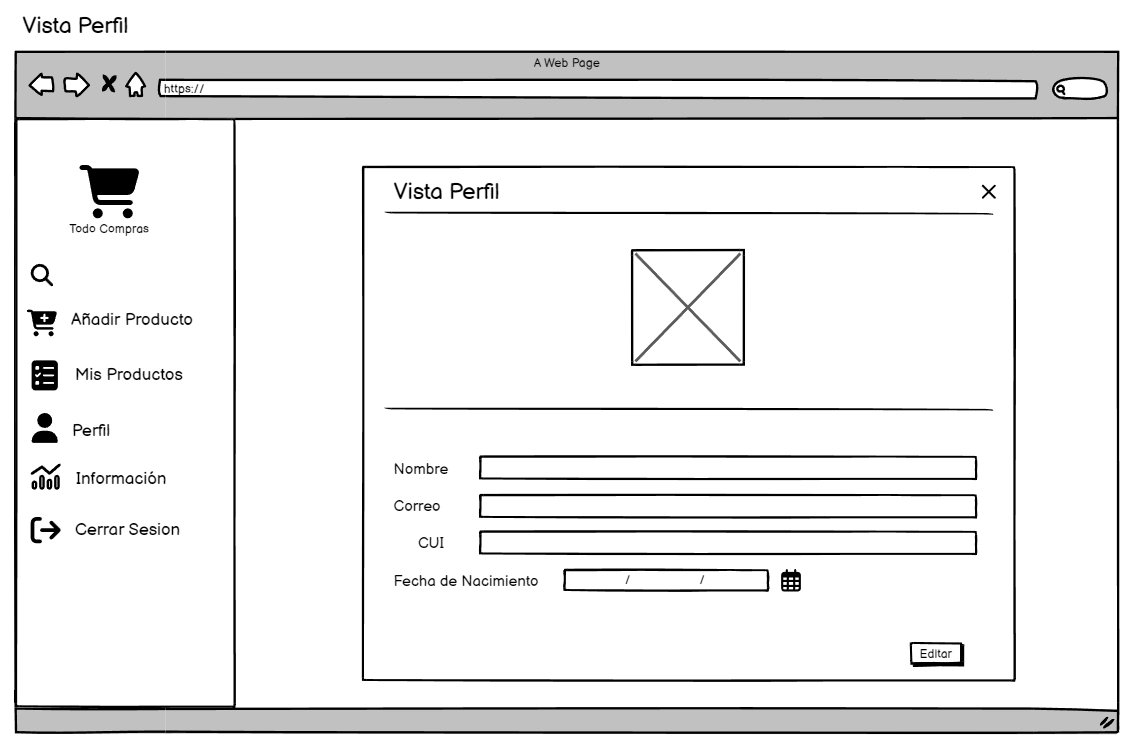 Vista Perfil
A Web Page
https://
Todo Compras
Añadir Producto
Mis Productos
Perfil
Información
Cerrar Sesion
Vista Perfil
Nombre
Correo
CUI
Fecha de Nacimiento / /
Editar